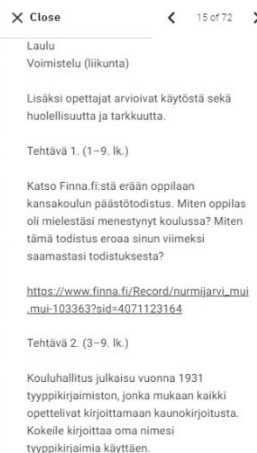 Close
15 of 72
Laulu
Voimistelu (liikunta)
Lisäksi opettajat arvioivat käytöstä sekä
huolellisuutta ja tarkkuutta.
Tehtävä 1. (1–9. lk.)
Katso Finna.fi:stä erään oppilaan
kansakoulun päästötodistus. Miten oppilas
oli mielestäsi menestynyt koulussa? Miten
tämä todistus eroaa sinun viimeksi
saamastasi todistuksesta?
https://www.finna.fi/Record/nurmijarvi_mui
.mui-103363?sid=4071123164
Tehtävä 2. (3–9. lk.)
Kouluhallitus julkaisu vuonna 1931
tyyppikirjaimiston, jonka mukaan kaikki
opettelivat kirjoittamaan kaunokirjoitusta.
Kokeile kirjoittaa oma nimesi
tyyppikirjaimia käyttäen.